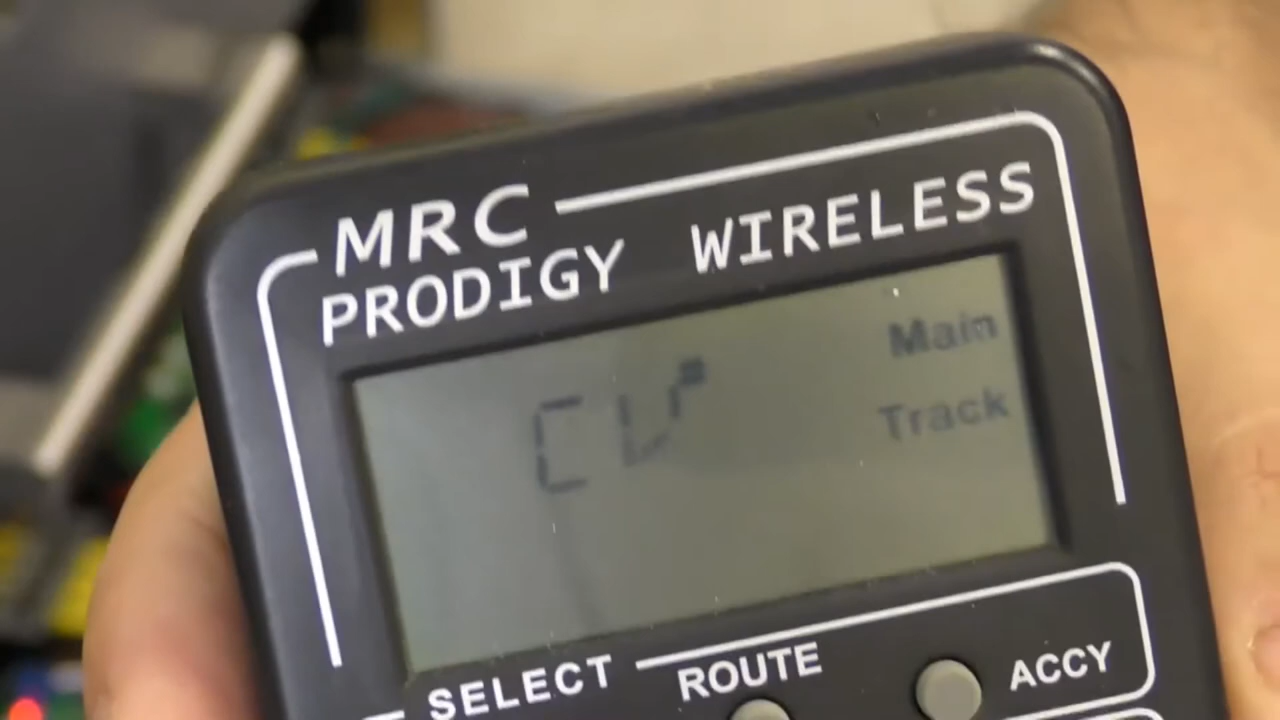 MRC
PRODIGY WIRELESS
CV# Main
Track
SELECT ROUTE ACCY